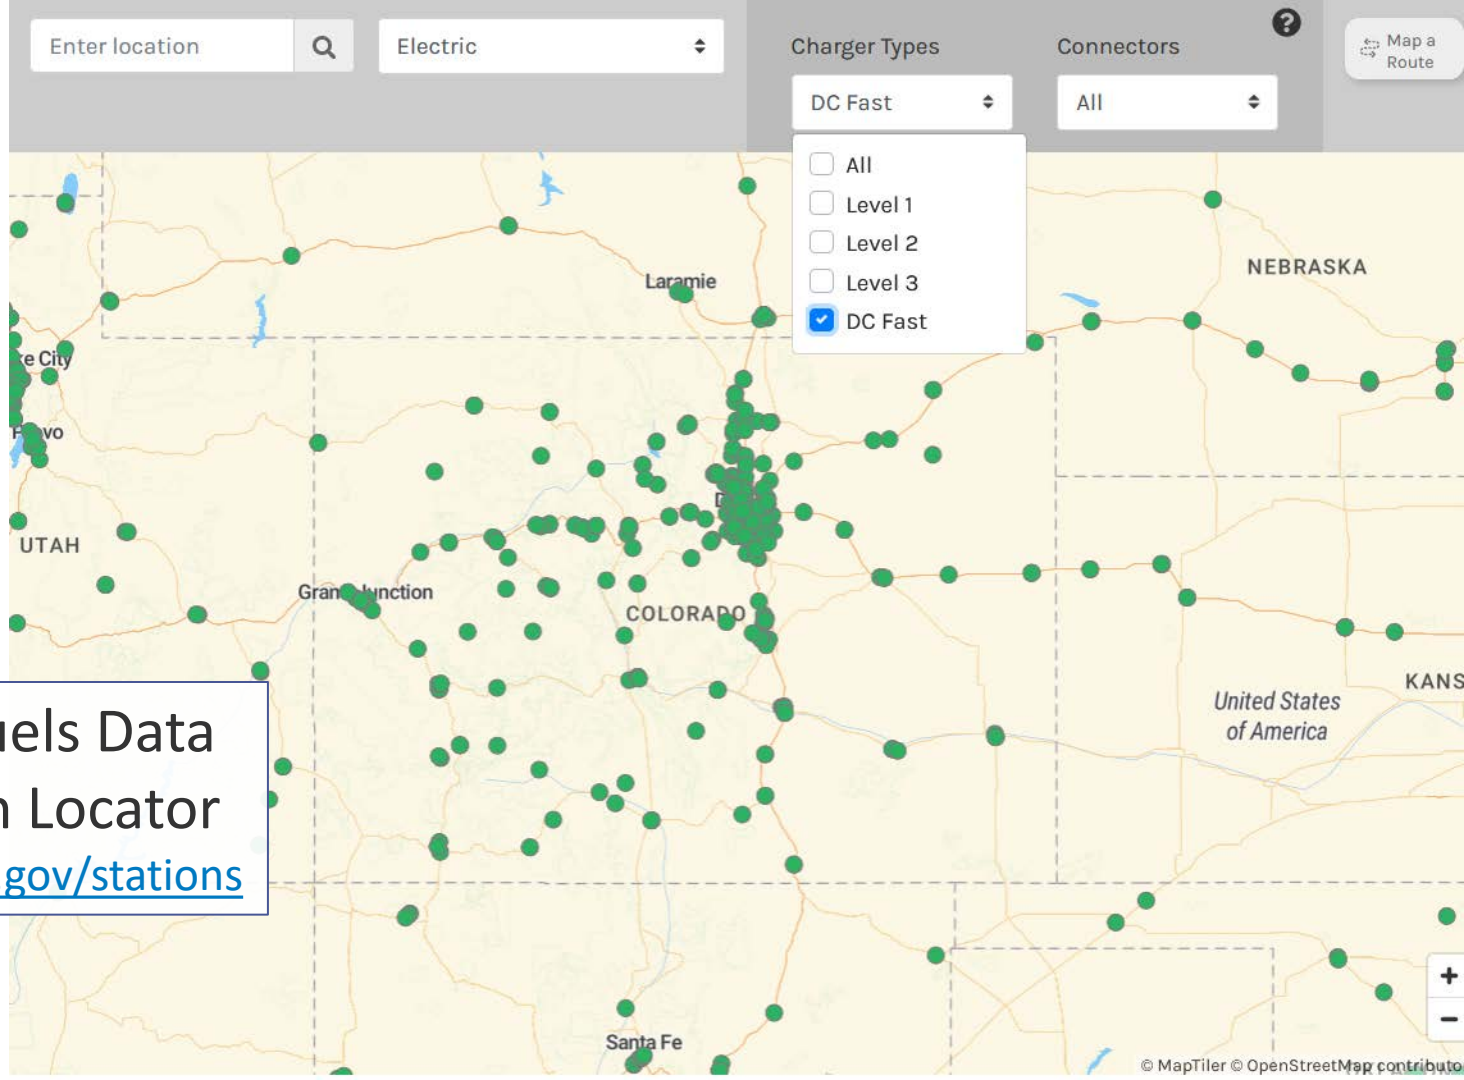 Enter location
Electric
Charger Types
Connectors
?
Map a
Route
DC Fast
All
All
Level 1
Level 2
Level 3
DC Fast
Laramie
NEBRASKA
ke City
UTAH
Grand Junction
COLORADO
KANS
United States
of America
uels Data
n Locator
.gov/stations
Santa Fe
+
−
© MapTiler © OpenStreetMap contributo